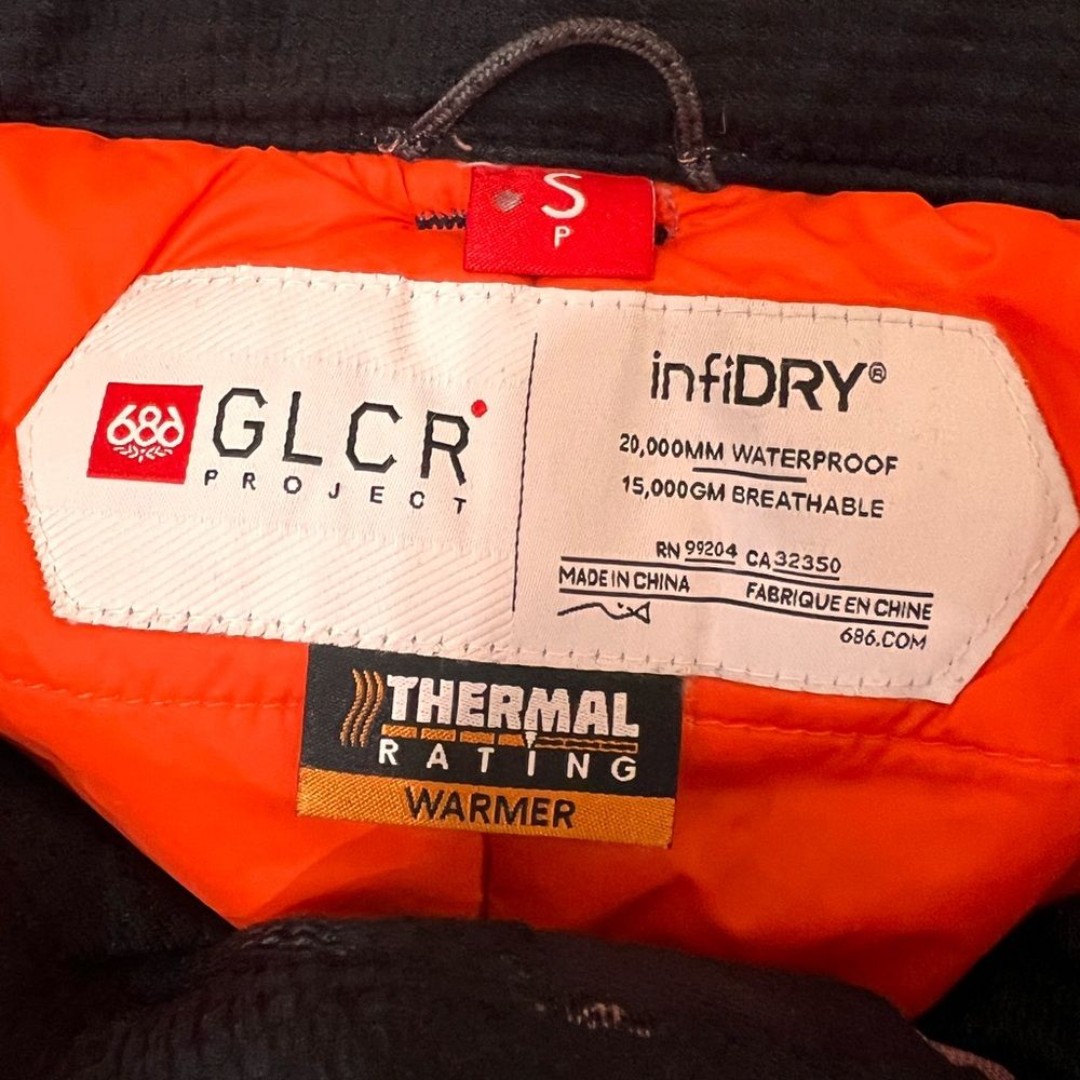 S
P
686 GLCR
PROJECT
infiDRY®
20,000MM WATERPROOF
15,000GM BREATHABLE
RN 99204 CA 32350
MADE IN CHINA FABRIQUE EN CHINE
686.COM
THERMAL
RATING
WARMER